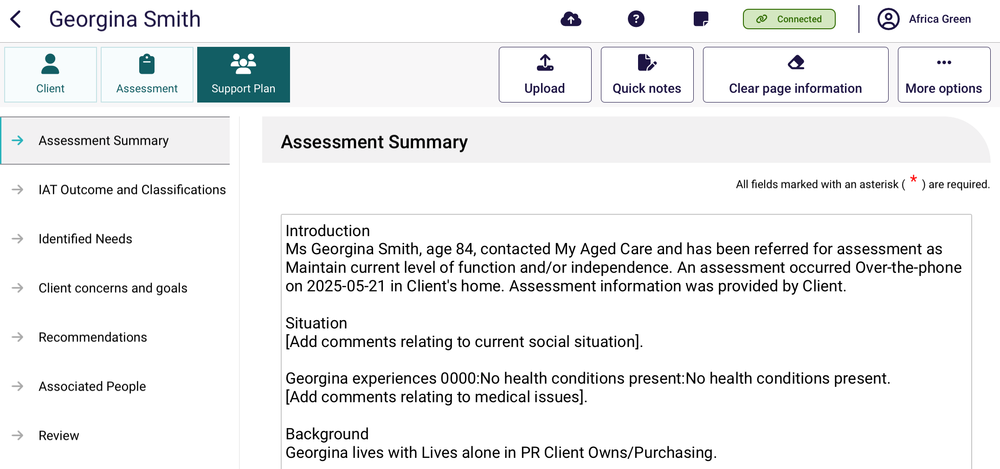 Georgina Smith
?
Connected
Africa Green
Client
Assessment
Support Plan
Upload
Quick notes
Clear page information
More options
Assessment Summary
IAT Outcome and Classifications
Identified Needs
Client concerns and goals
Recommendations
Associated People
Review
Assessment Summary
All fields marked with an asterisk ( * ) are required.
Introduction
Ms Georgina Smith, age 84, contacted My Aged Care and has been referred for assessment as
Maintain current level of function and/or independence. An assessment occurred Over-the-phone
on 2025-05-21 in Client's home. Assessment information was provided by Client.
Situation
[Add comments relating to current social situation].
Georgina experiences 0000:No health conditions present:No health conditions present.
[Add comments relating to medical issues].
Background
Georgina lives with Lives alone in PR Client Owns/Purchasing.